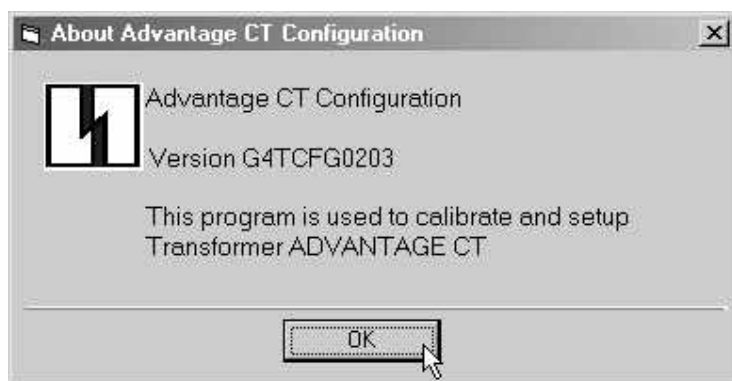 About Advantage CT Configuration
Advantage CT Configuration
Version G4TCFG0203
This program is used to calibrate and setup
Transformer ADVANTAGE CT
OK